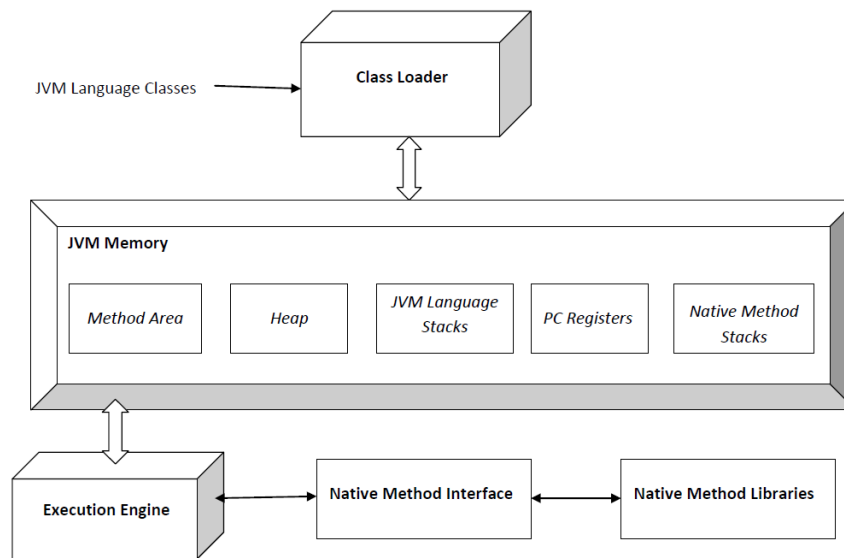 Class Loader
JVM Language Classes
JVM Memory
Method Area
Heap
JVM Language
Stacks
PC Registers
Native Method
Stacks
Execution Engine
Native Method Interface
Native Method Libraries